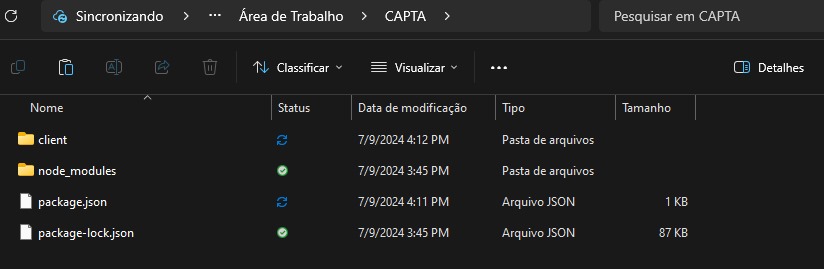 Sincronizando > ... Área de Trabalho > CAPTA > Pesquisar em CAPTA
Classificar Visualizar ... Detalhes
Nome Status Data de modificação Tipo Tamanho
client 7/9/2024 4:12 PM Pasta de arquivos
node_modules 7/9/2024 3:45 PM Pasta de arquivos
package.json 7/9/2024 4:11 PM Arquivo JSON 1 KB
package-lock.json 7/9/2024 3:45 PM Arquivo JSON 87 KB